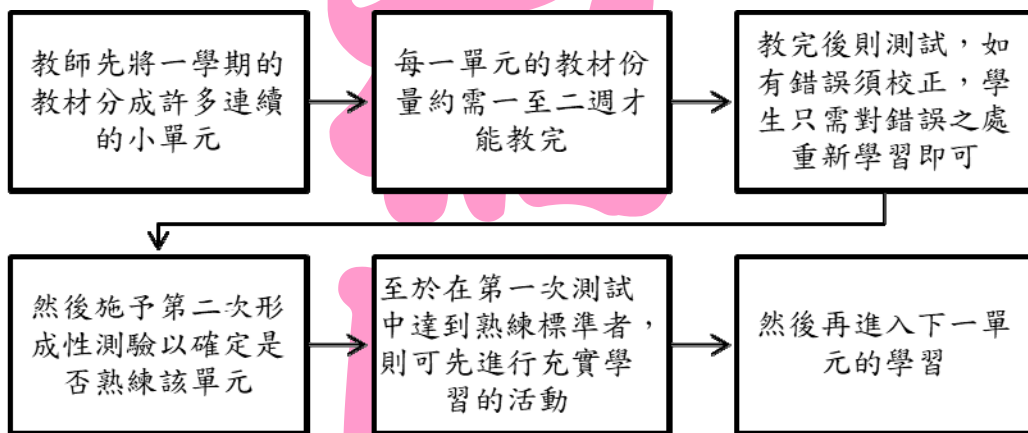 教師先將一學期的
教材分成許多連續
的小單元
每一單元的教材份
量約需一至二週才
能教完
教完後則測試，如
有錯誤須校正，學
生只需對錯誤之處
重新學習即可
然後施予第二次形
成性測驗以確定是
否熟練該單元
至於在第一次測試
中達到熟練標準者，
則可先進行充實學
習的活動
然後再進入下一單
元的學習